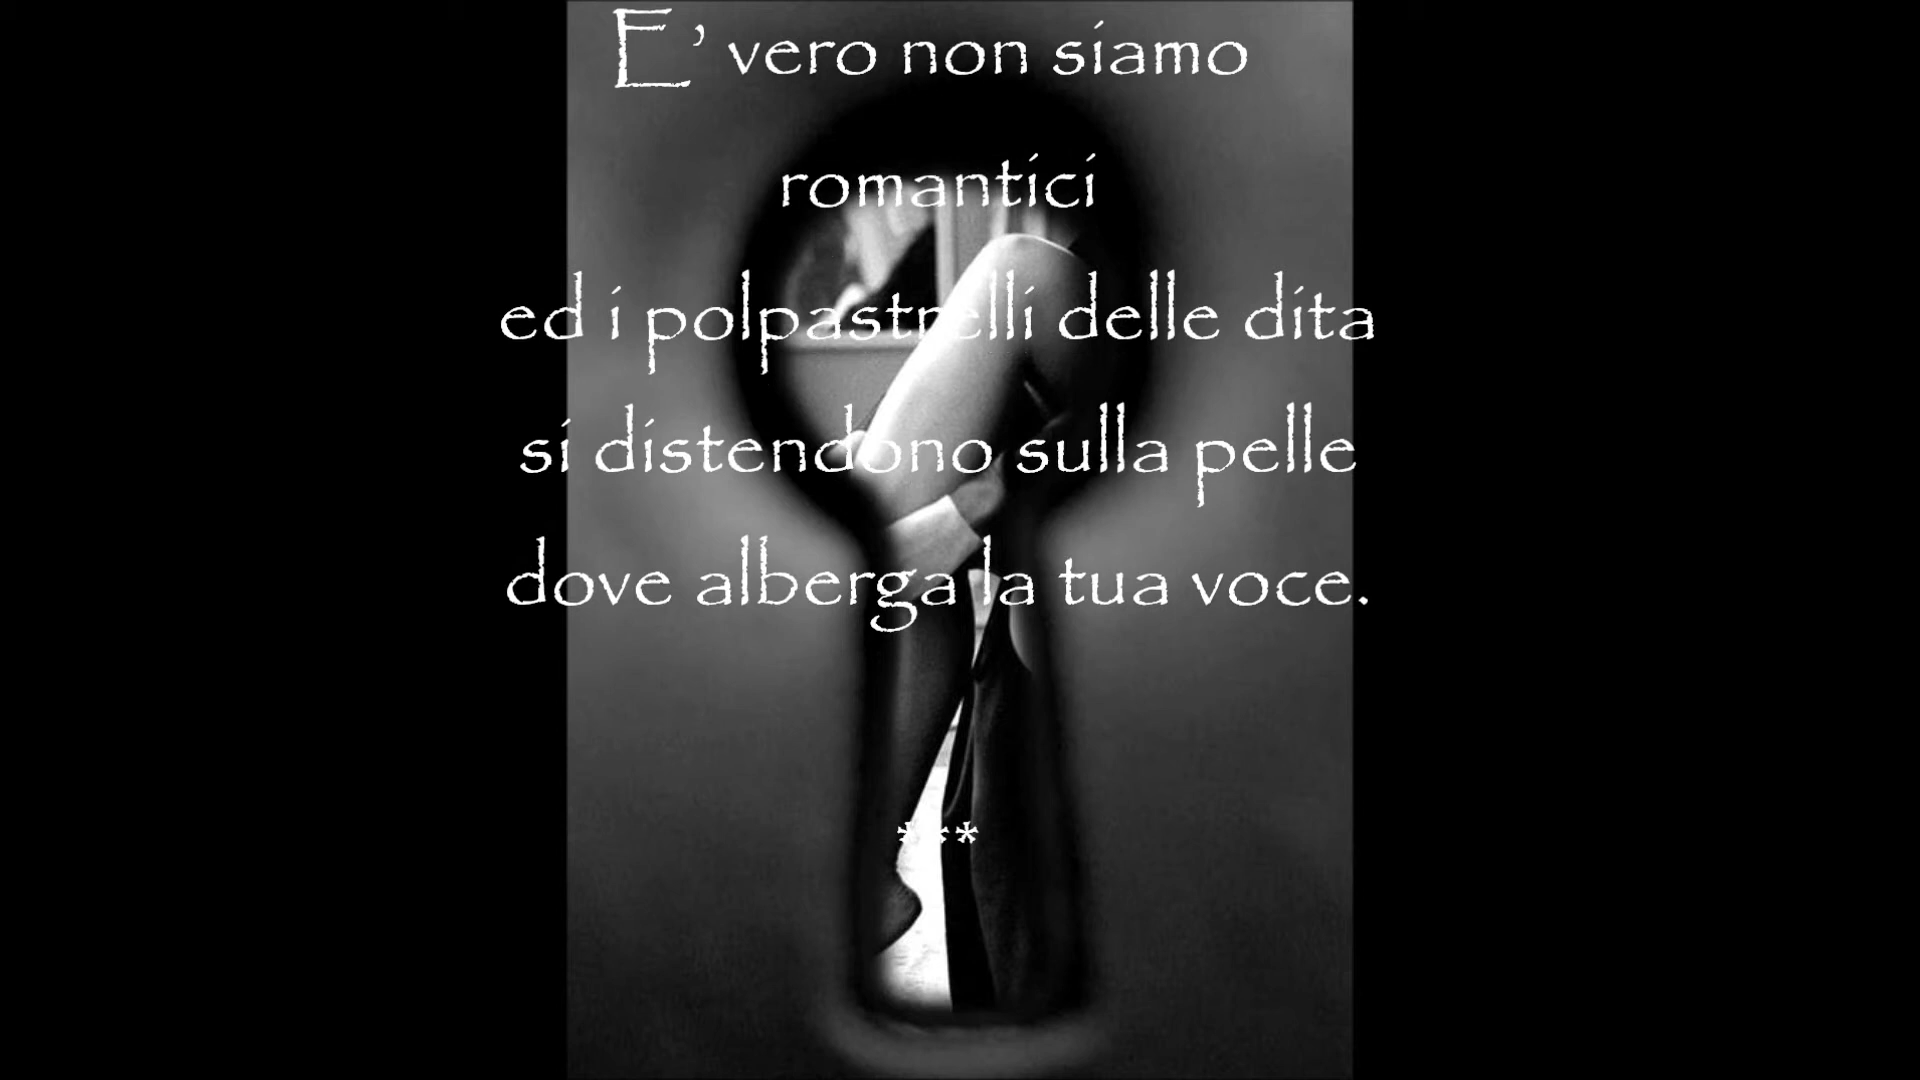 E' vero non siamo
romantici
ed i polpastrelli delle dita
si distendono sulla pelle
dove alberga la tua voce.
***